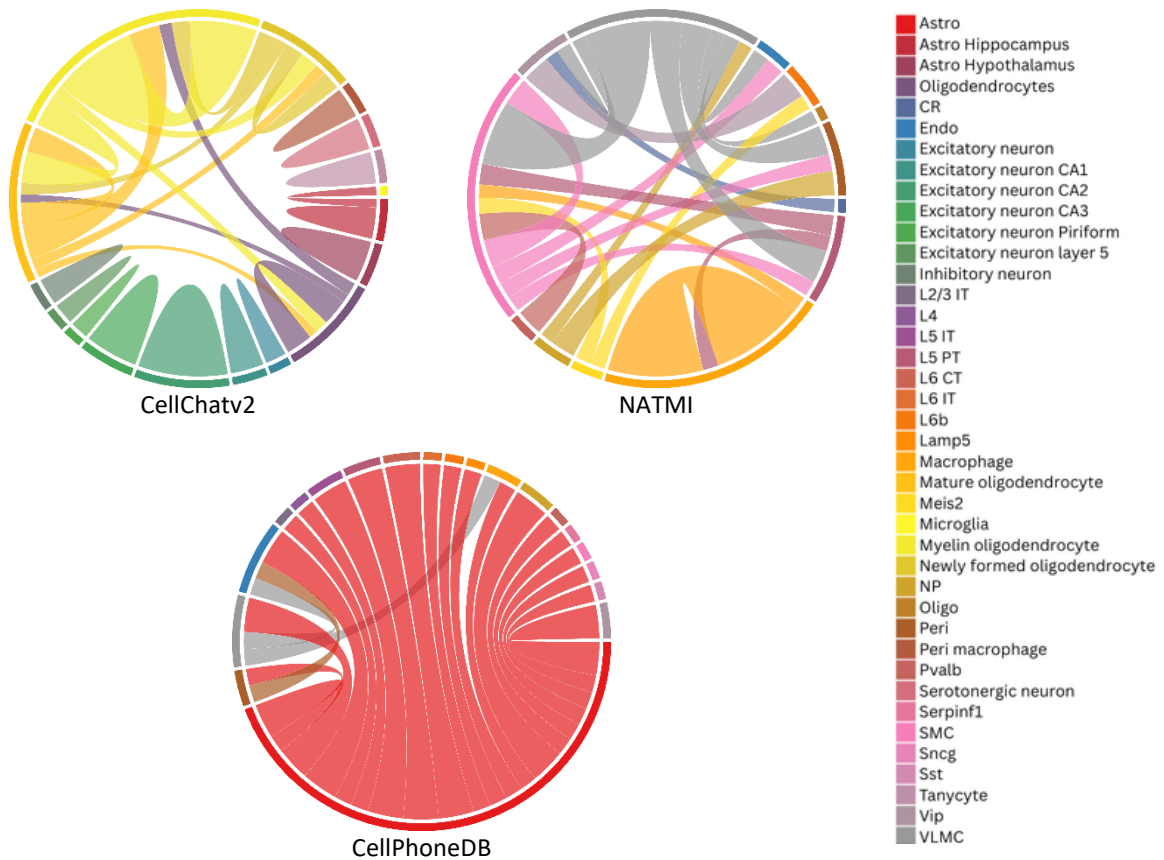 CellChatv2
NATMI
CellPhoneDB
Astro
Astro Hippocampus
Astro Hypothalamus
Oligodendrocytes
CR
Endo
Excitatory neuron
Excitatory neuron CA1
Excitatory neuron CA2
Excitatory neuron CA3
Excitatory neuron Piriform
Excitatory neuron layer 5
Inhibitory neuron
L2/3 IT
L4
L5 IT
L5 PT
L6 CT
L6 IT
L6b
Lamp5
Macrophage
Mature oligodendrocyte
Meis2
Microglia
Myelin oligodendrocyte
Newly formed oligodendrocyte
NP
Oligo
Peri
Peri macrophage
Pvalb
Serotonergic neuron
Serpinf1
SMC
Sncg
Sst
Tanycyte
Vip
VLMC